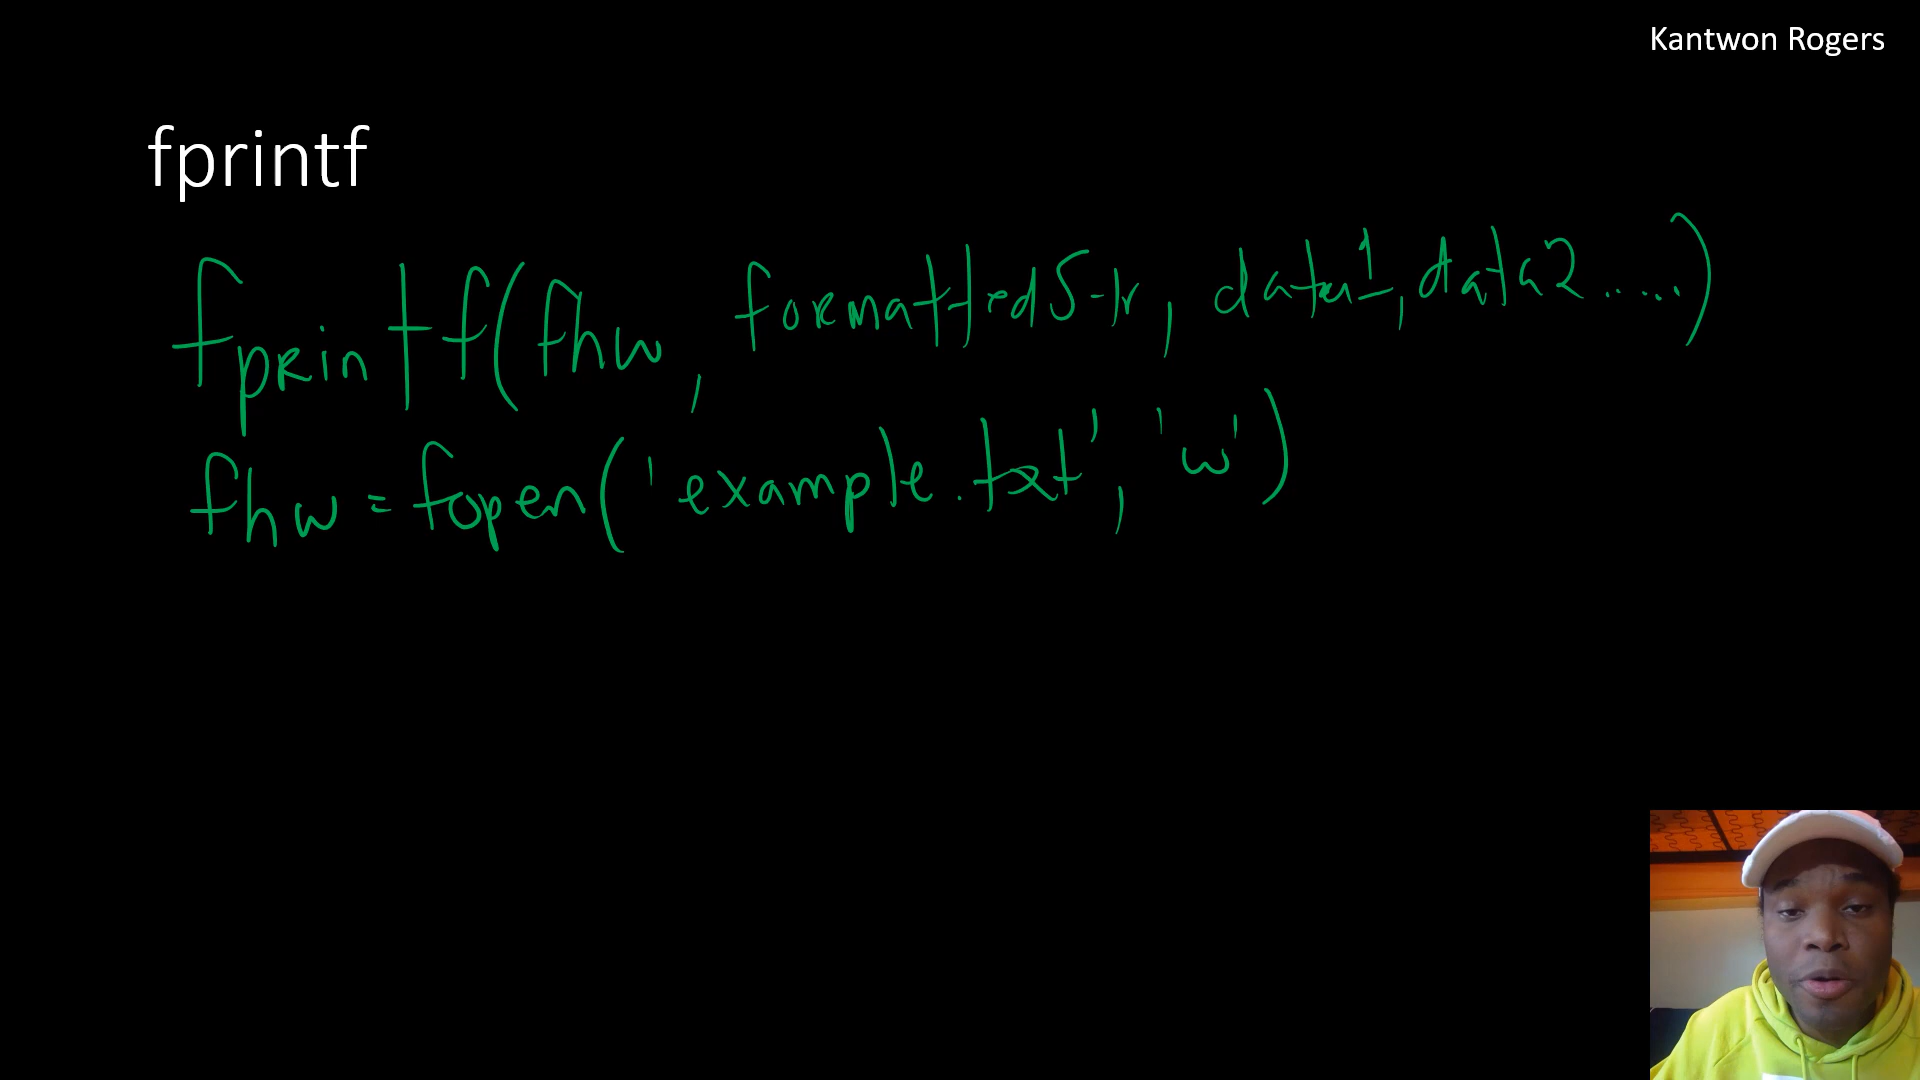 Kantwon Rogers
fprintf
fprintf(fhw, formattedStr, data1, data2.....)
fhw = fopen('example.txt', 'w')